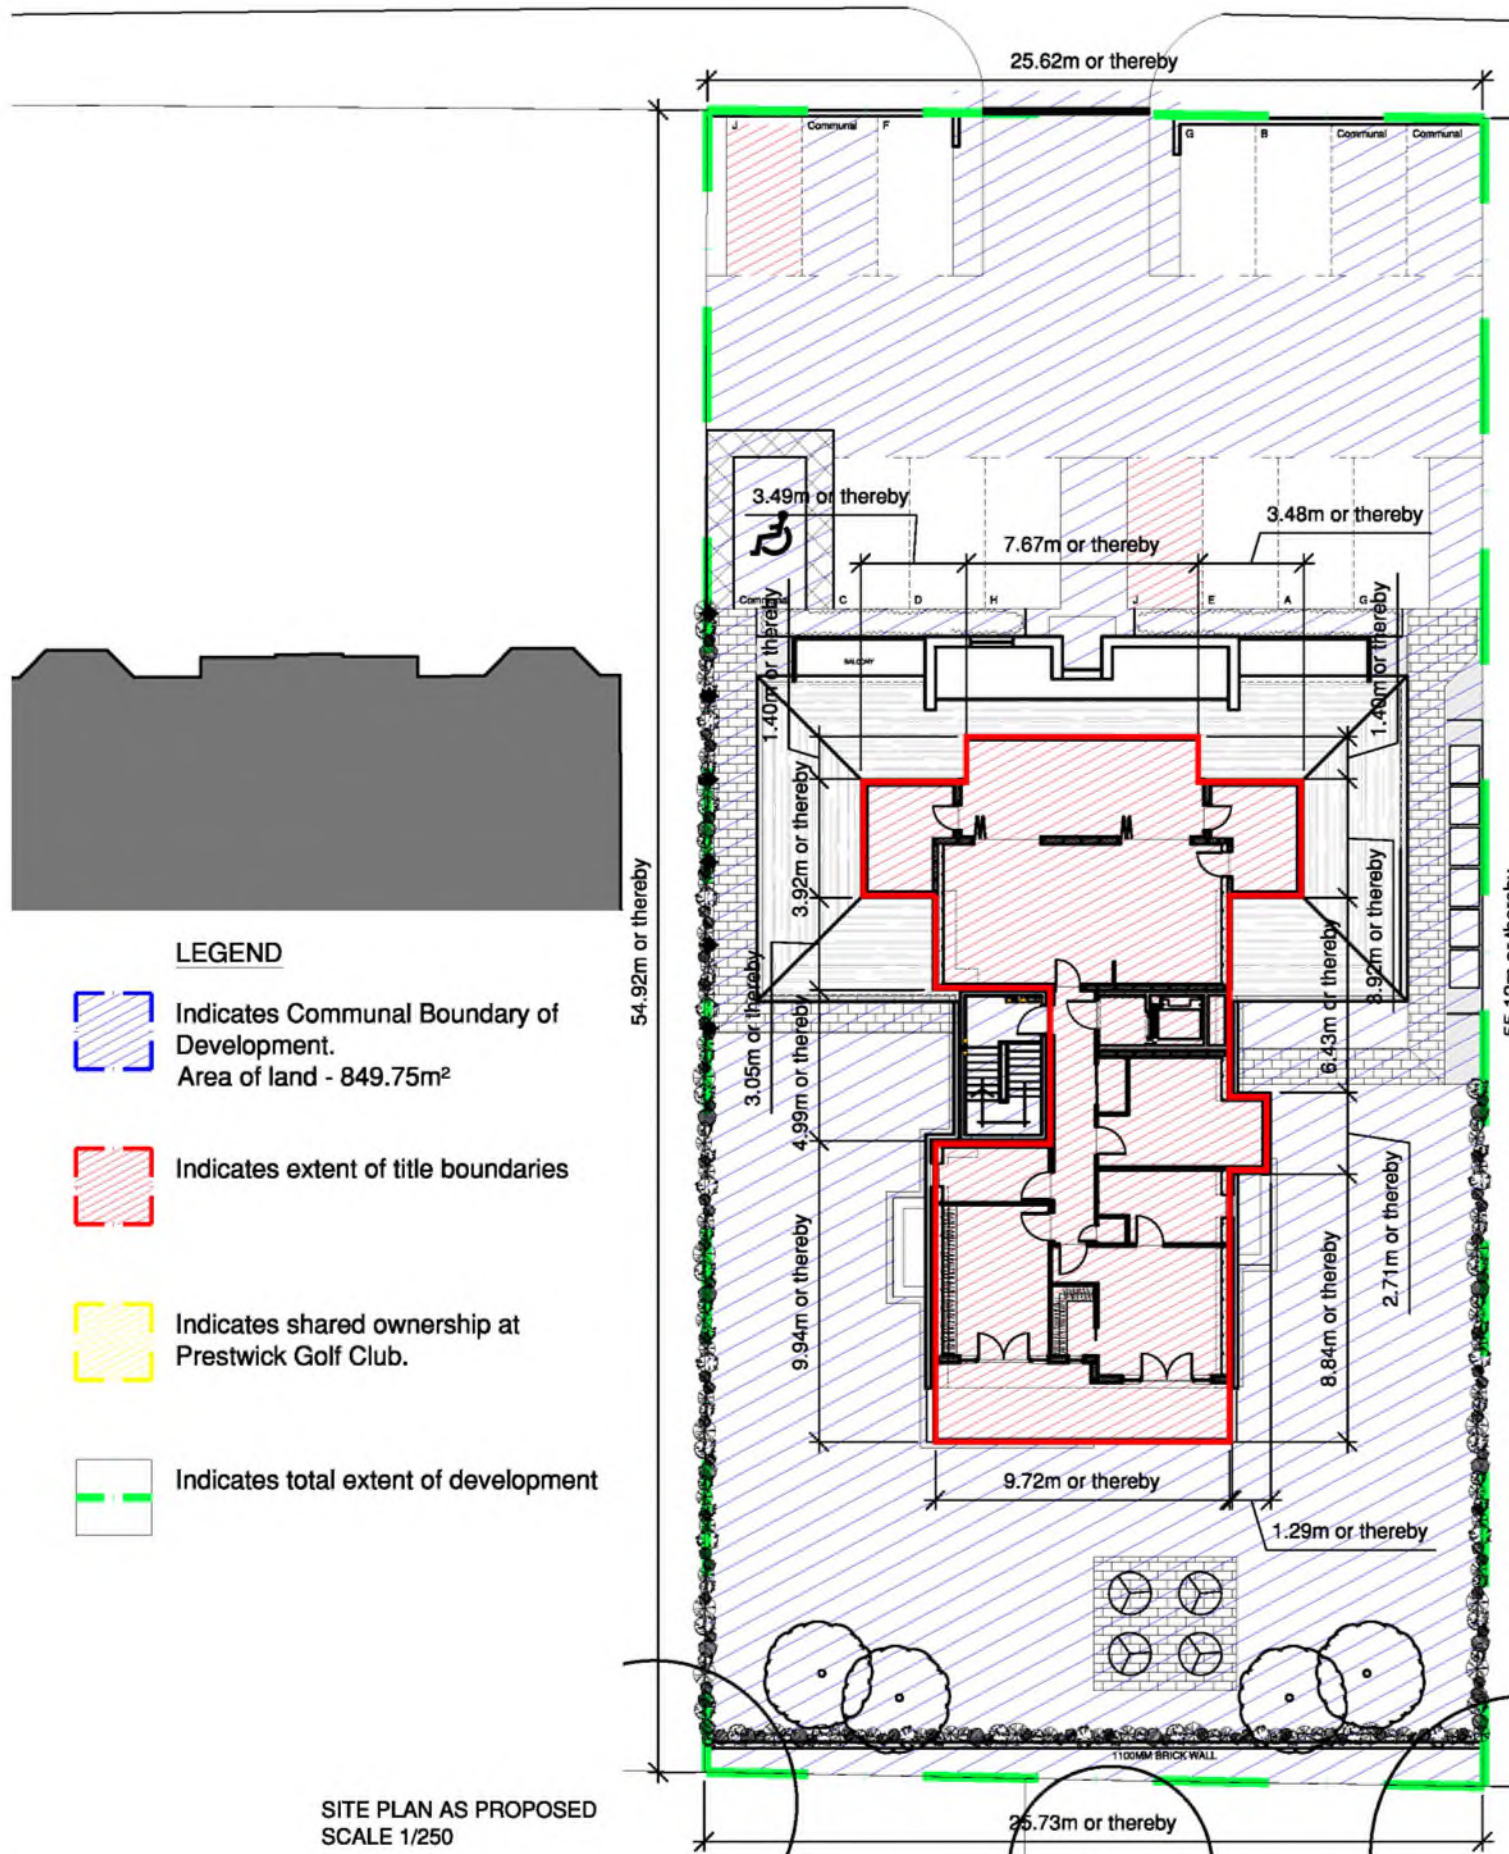 25.62m or thereby
J
Communal
F
G
B
Communal
Communal
3.49m or thereby
3.48m or thereby
7.67m or thereby
C
D
H
J
E
A
G
1.40m or thereby
1.40m or thereby
BALCONY
3.92m or thereby
3.92m or thereby
54.92m or thereby
3.05m or thereby
4.99m or thereby
6.43m or thereby
2.71m or thereby
9.94m or thereby
8.84m or thereby
9.72m or thereby
1.29m or thereby
1100MM BRICK WALL
25.73m or thereby
LEGEND
Indicates Communal Boundary of
Development.
Area of land - 849.75m²
Indicates extent of title boundaries
Indicates shared ownership at
Prestwick Golf Club.
Indicates total extent of development
SITE PLAN AS PROPOSED
SCALE 1/250